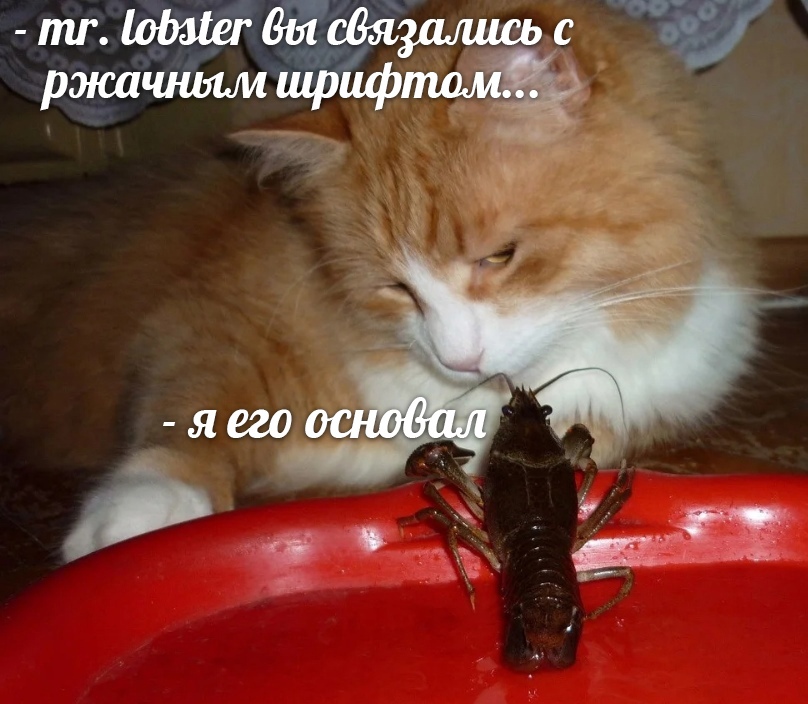 - mr. lobster вы связались с
ржачным шрифтом...
- я его основал